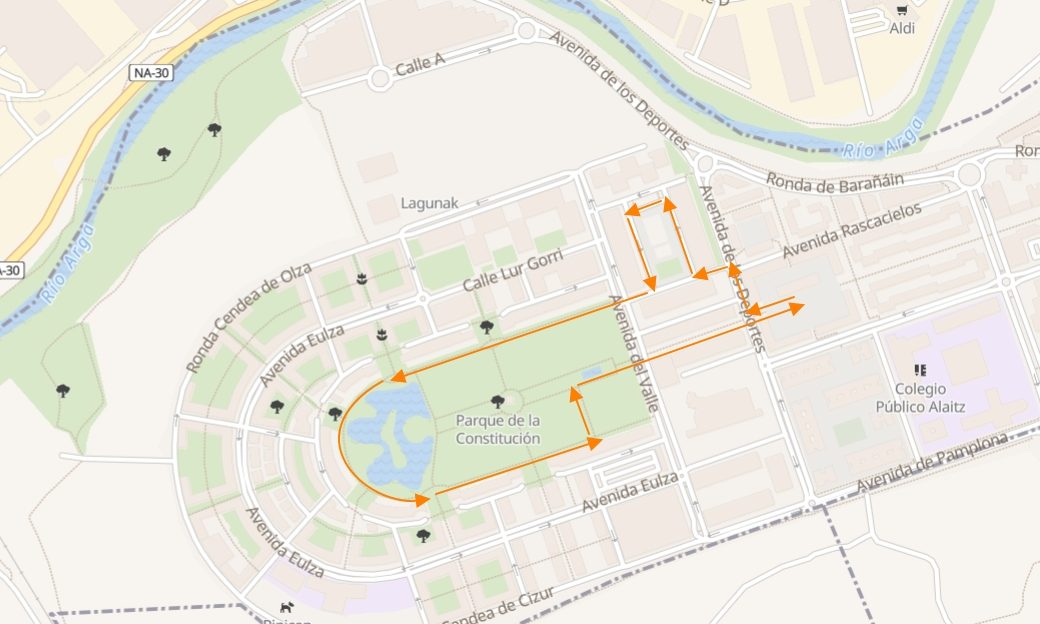 Aldi
NA-30
Calle A
Avenida de los Deportes
Río Arga
Ron
Ronda de Barañáin
Lagunak
Avenida de los Deportes
Avenida Rascacielos
Río Arga
A-30
Calle Lur Gorri
Ronda Cendea de Olza
Avenida Eulza
Avenida del Valle
Colegio
Público Alaitz
Parque de la
Constitución
Avenida de Pamplona
Avenida Eulza
Avenida Eulza
Cendea de Cizur